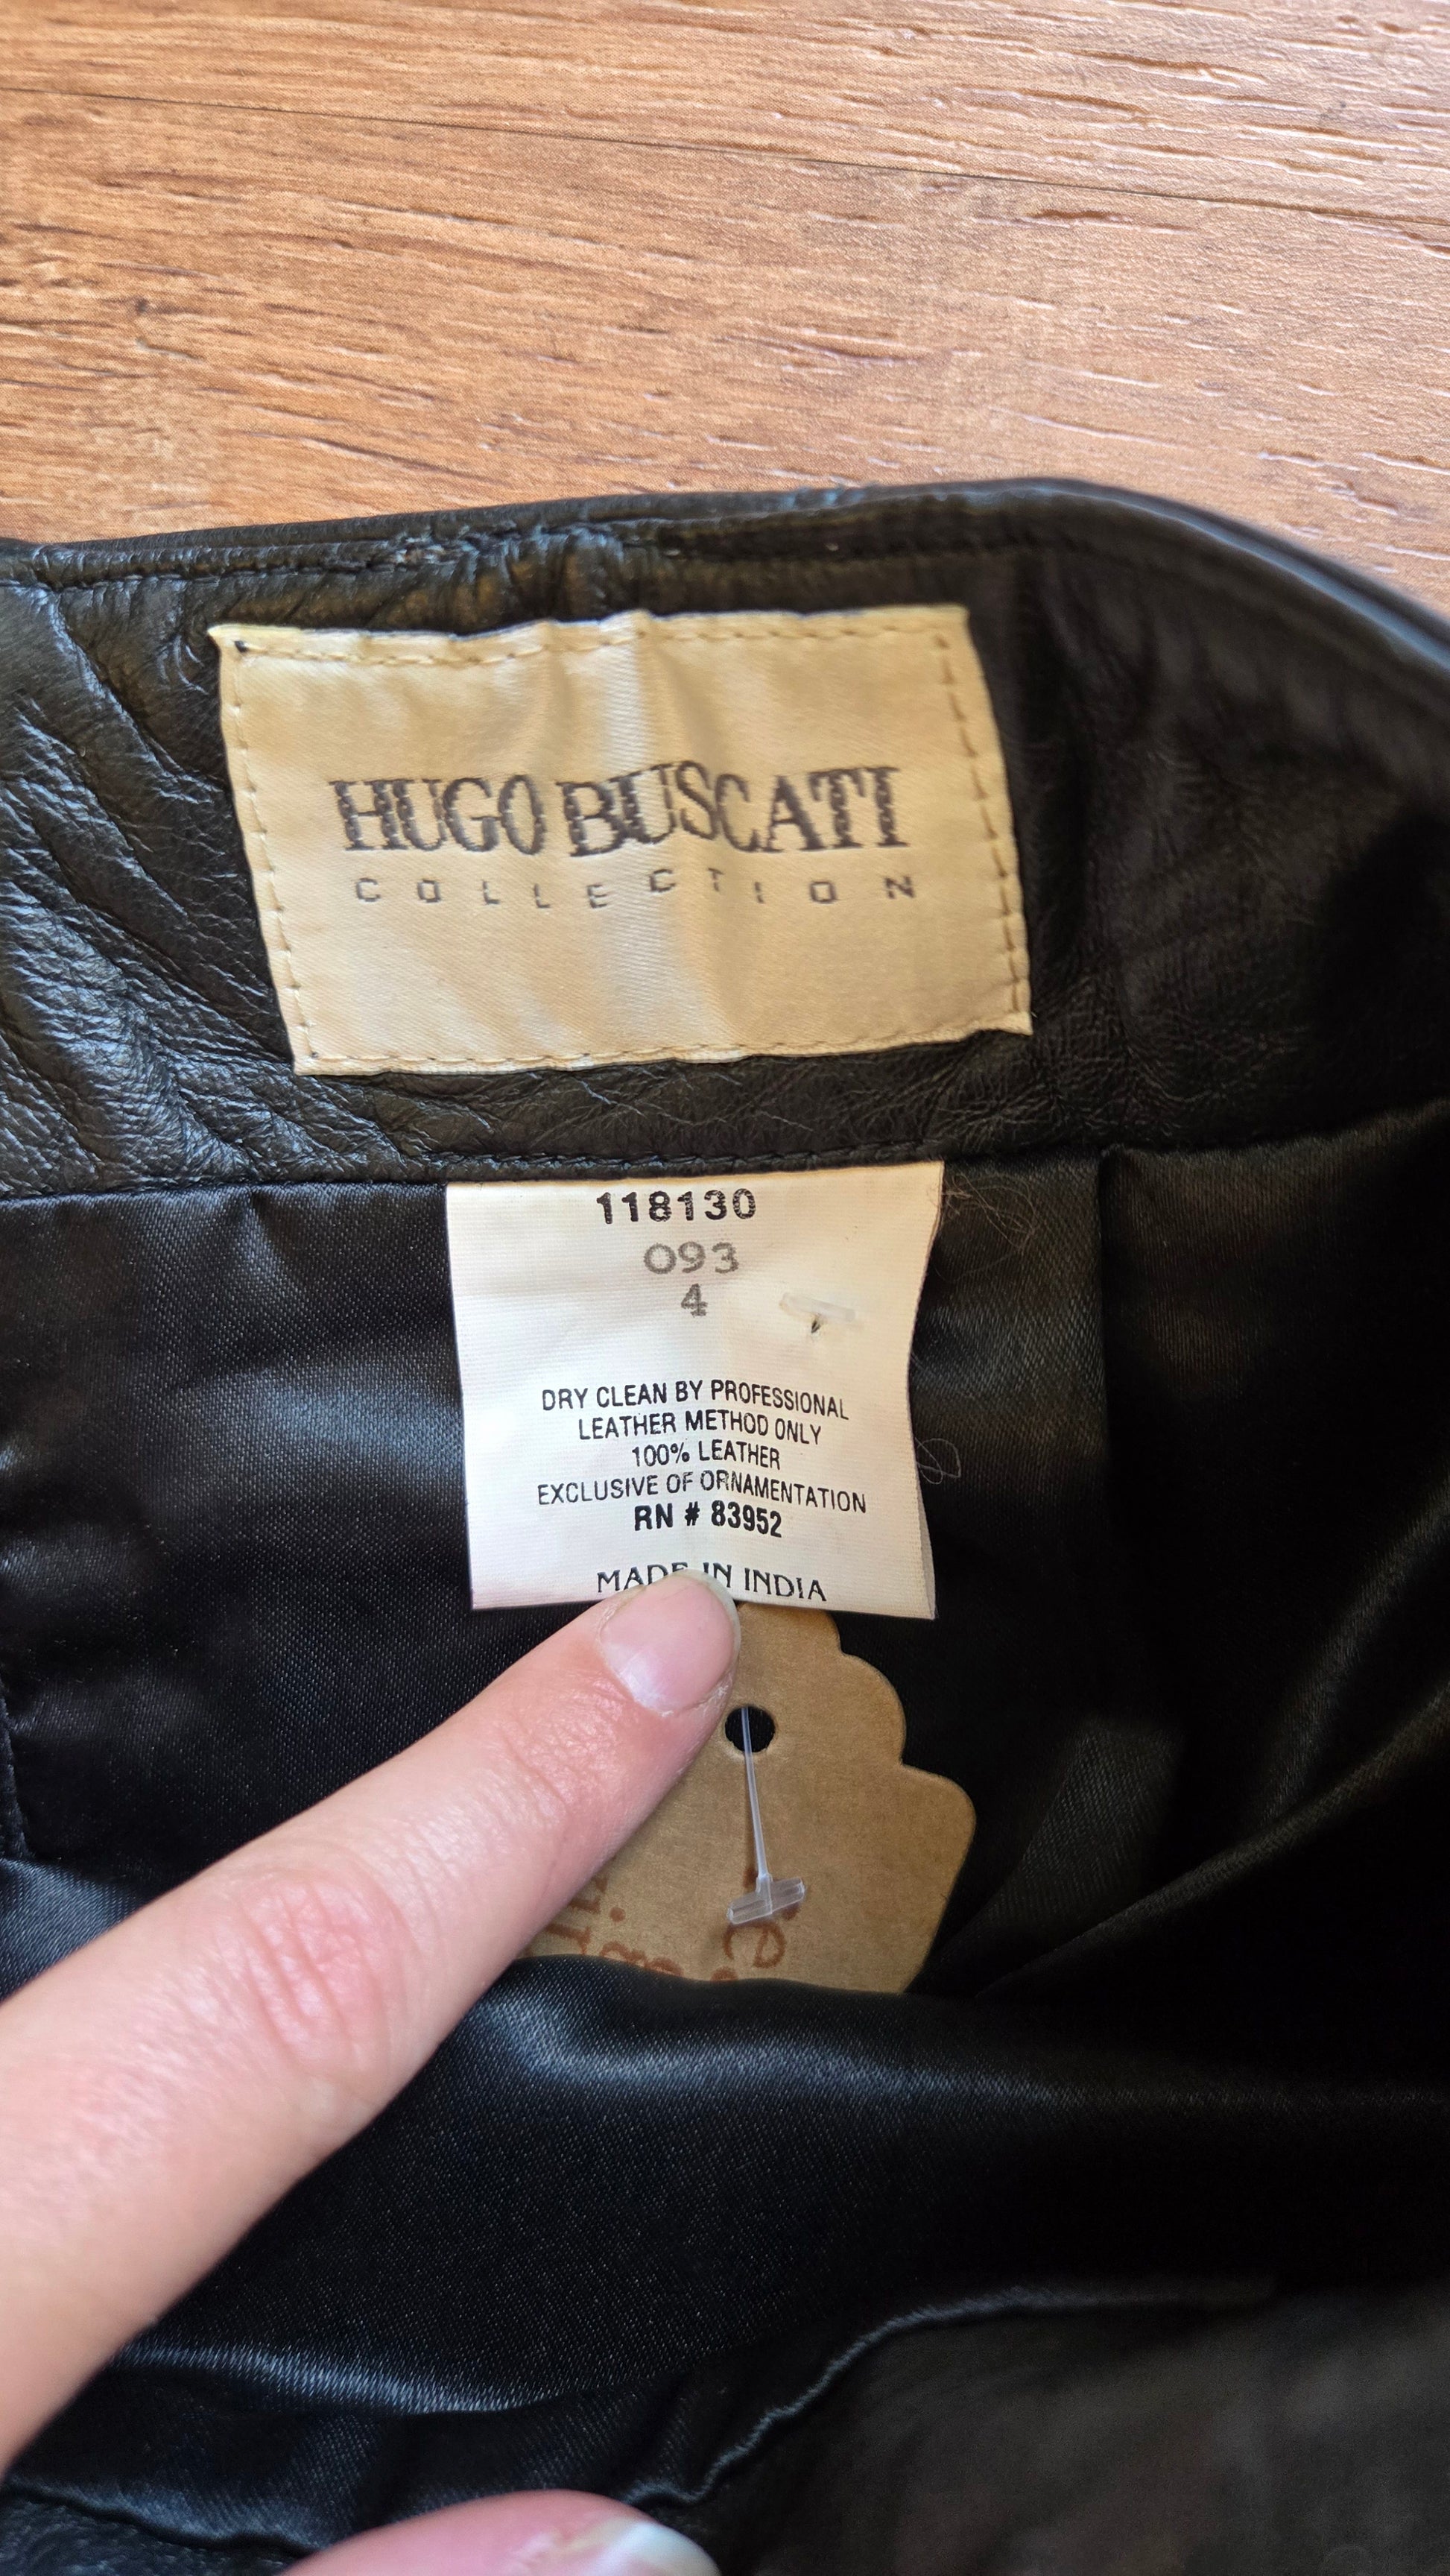 HUGO BUSCATI
COLLECTION
118130
093
4
DRY CLEAN BY PROFESSIONAL
LEATHER METHOD ONLY
100% LEATHER
EXCLUSIVE OF ORNAMENTATION
RN # 83952
MADE IN INDIA